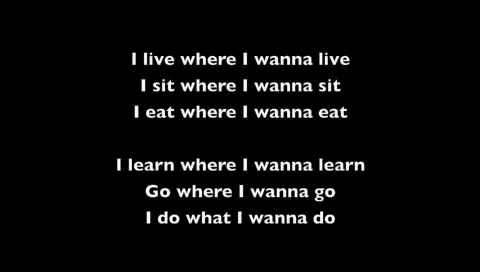 I live where I wanna live
I sit where I wanna sit
I eat where I wanna eat
I learn where I wanna learn
Go where I wanna go
I do what I wanna do